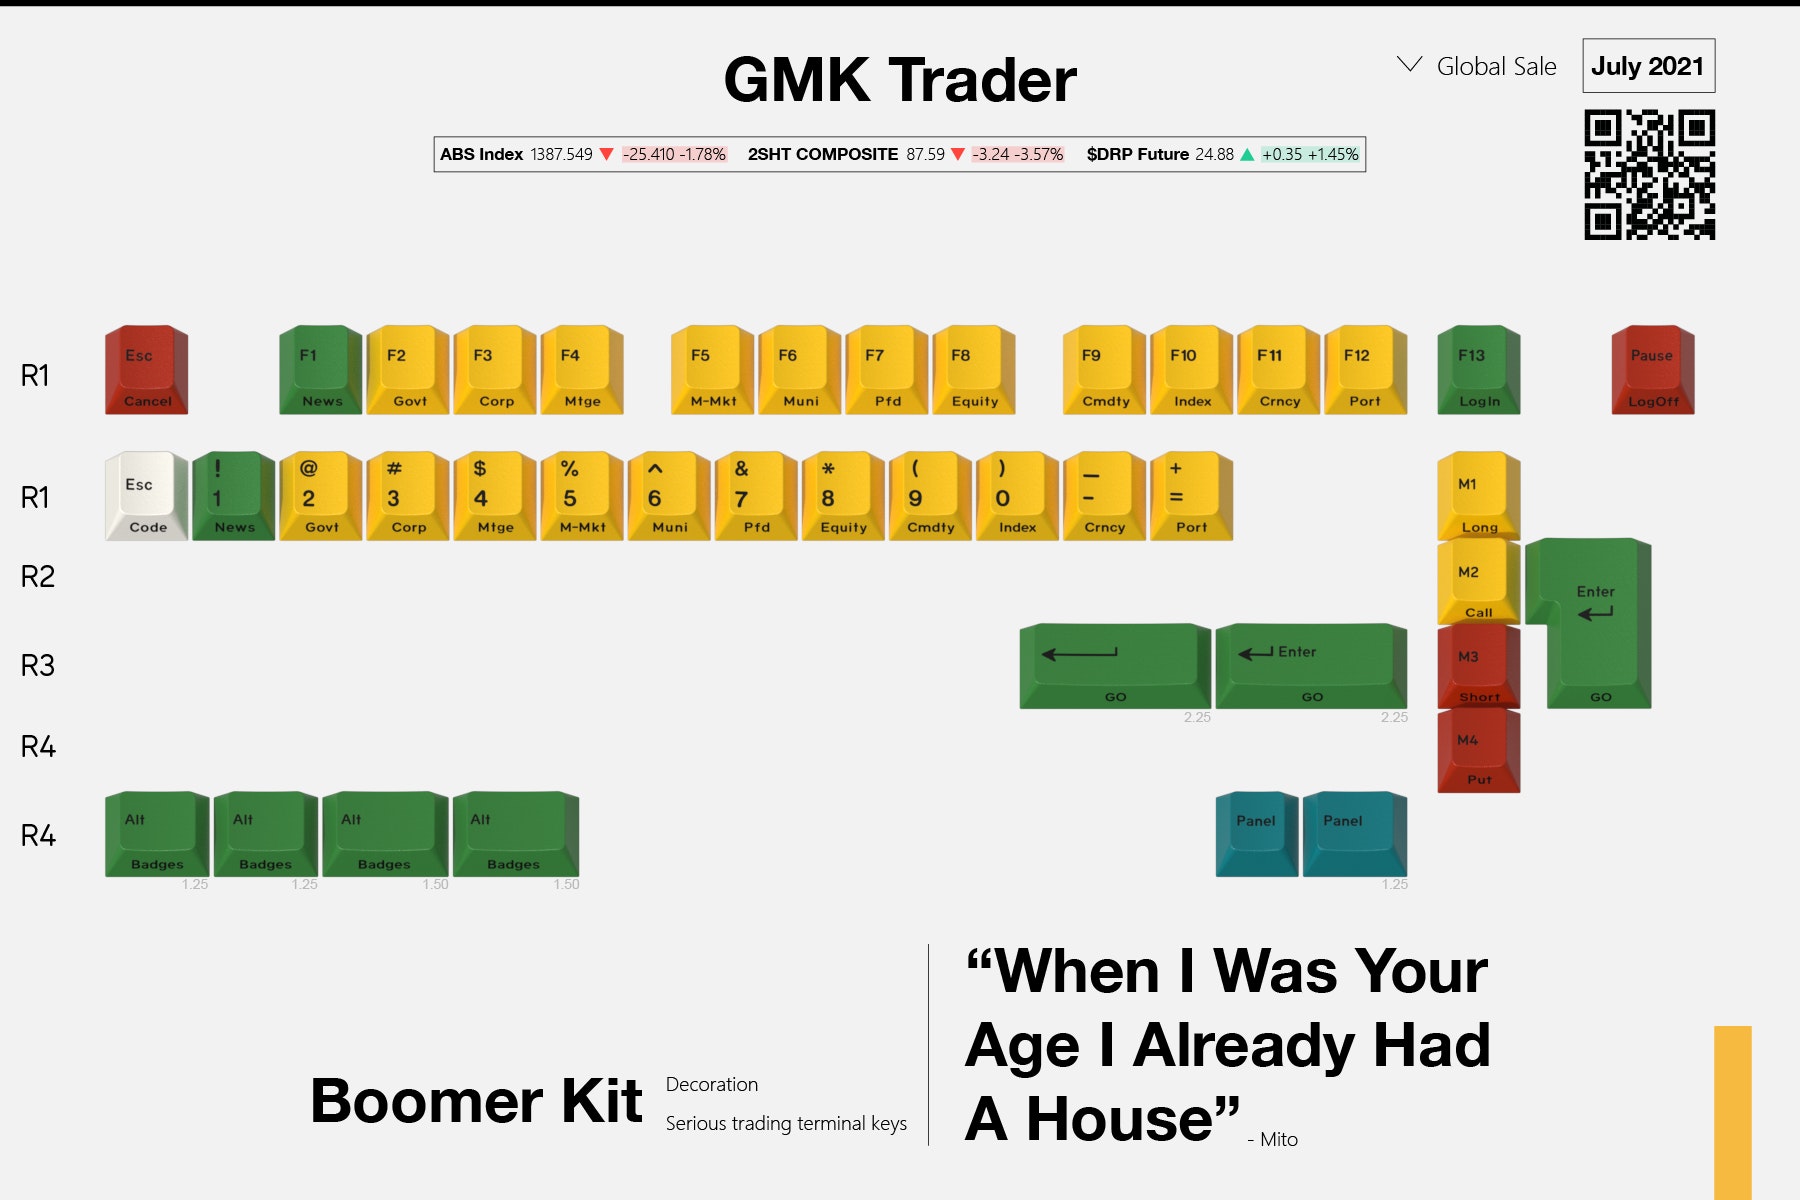 GMK Trader
Global Sale
July 2021
ABS Index 1387.549 ▼ -25.410 -1.78% 2SHT COMPOSITE 87.59 ▼ -3.24 -3.57% $DRP Future 24.88 ▲ +0.35 +1.45%
R1
Esc F1 F2 F3 F4 F5 F6 F7 F8 F9 F10 F11 F12 F13 Pause
Cancel News Govt Corp Mtge M-Mkt Muni Pfd Equity Cmdty Index Crncy Port LogIn LogOff
R1
! @ # $ % ^ & * ( ) _ +
Esc 1 2 3 4 5 6 7 8 9 0 - = M1
Code News Govt Corp Mtge M-Mkt Muni Pfd Equity Cmdty Index Crncy Port Long
R2
M2 Enter
Call
R3
Enter M3
GO GO Short GO
2.25 2.25
R4
M4
Put
R4
Alt Alt Alt Alt Panel Panel
Badges Badges Badges Badges
1.25 1.25 1.50 1.50 1.25
Boomer Kit
Decoration
Serious trading terminal keys
“When I Was Your
Age I Already Had
A House” - Mito